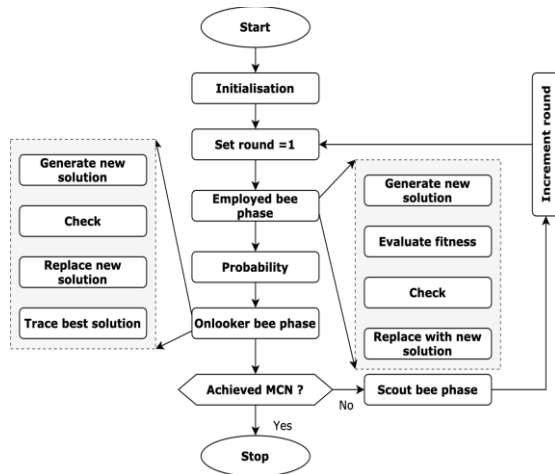 Start
Initialisation
Set round =1
Increment round
Generate new
solution
Check
Replace new
solution
Trace best solution
Employed bee
phase
Probability
Onlooker bee phase
Generate new
solution
Evaluate fitness
Check
Replace with new
solution
Achieved MCN ?
No
Scout bee phase
Yes
Stop